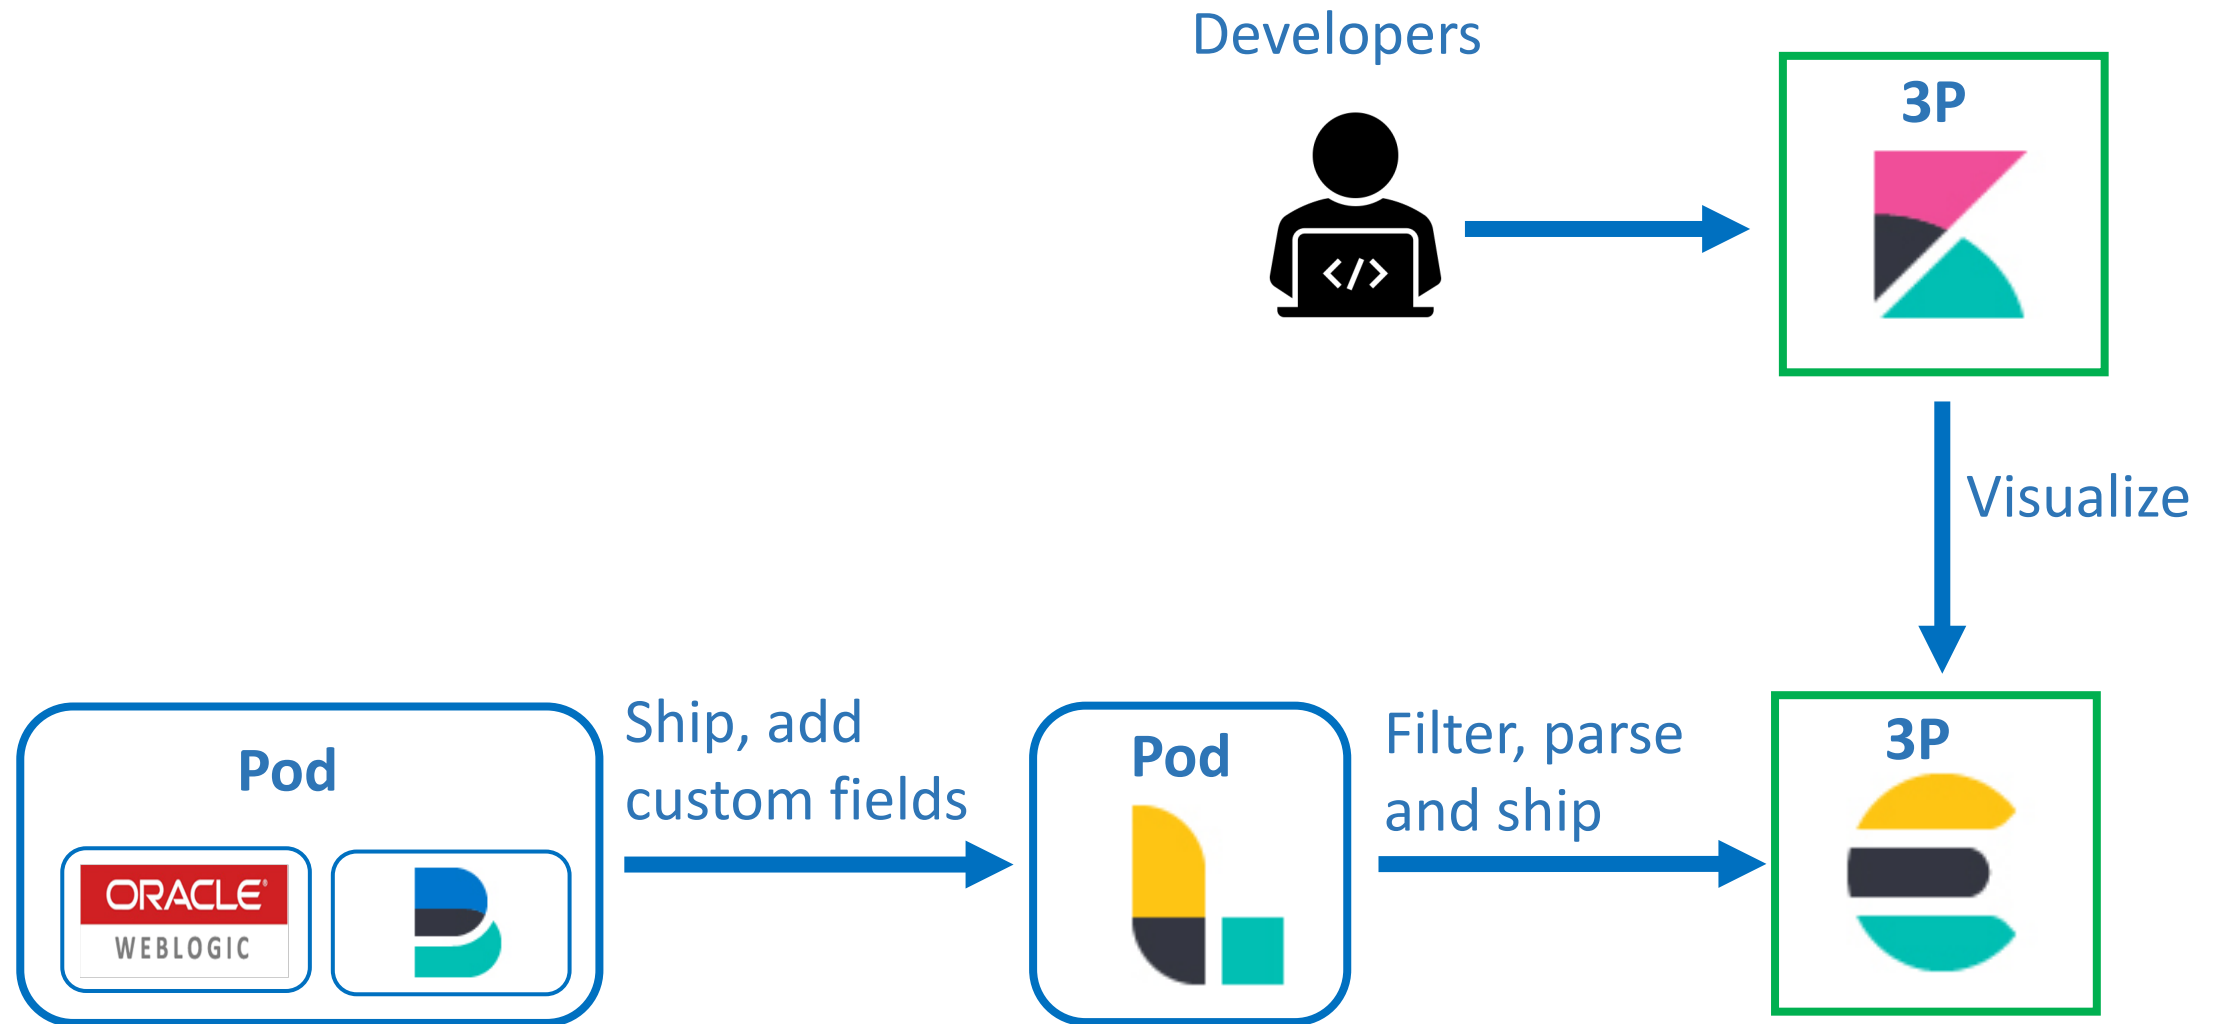 Developers
3P
</>
Visualize
Pod
ORACLE®
WEBLOGIC
Ship, add
custom fields
Pod
Filter, parse
and ship
3P